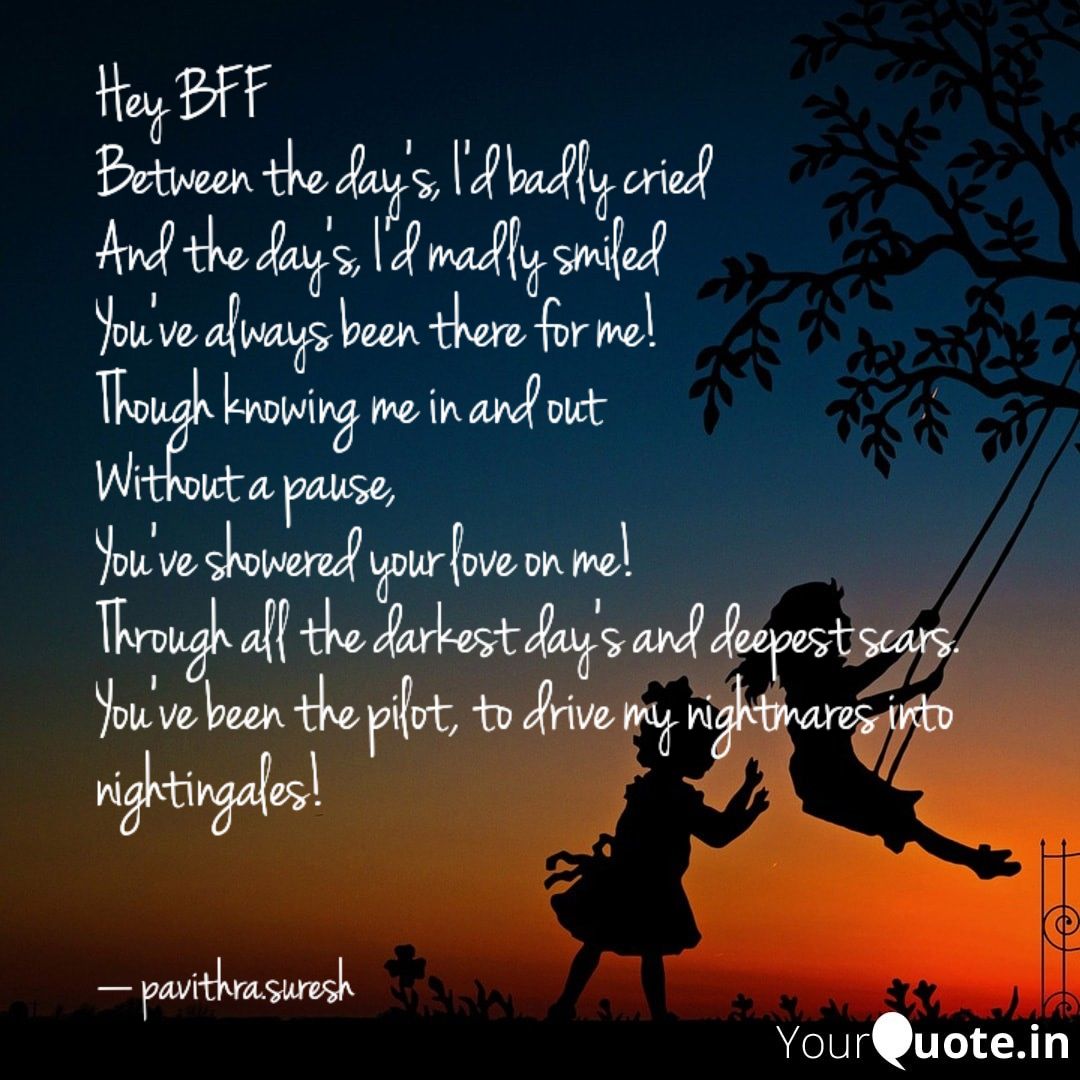 Hey BFF
Between the day's, I'd badly cried
And the day's, I'd madly smiled
You've always been there for me!
Though knowing me in and out
Without a pause,
You've showered your love on me!
Through all the darkest day's and deepest scars.
You've been the pilot, to drive my nightmares into
nightingales!
— pavithra.suresh
YourQuote.in